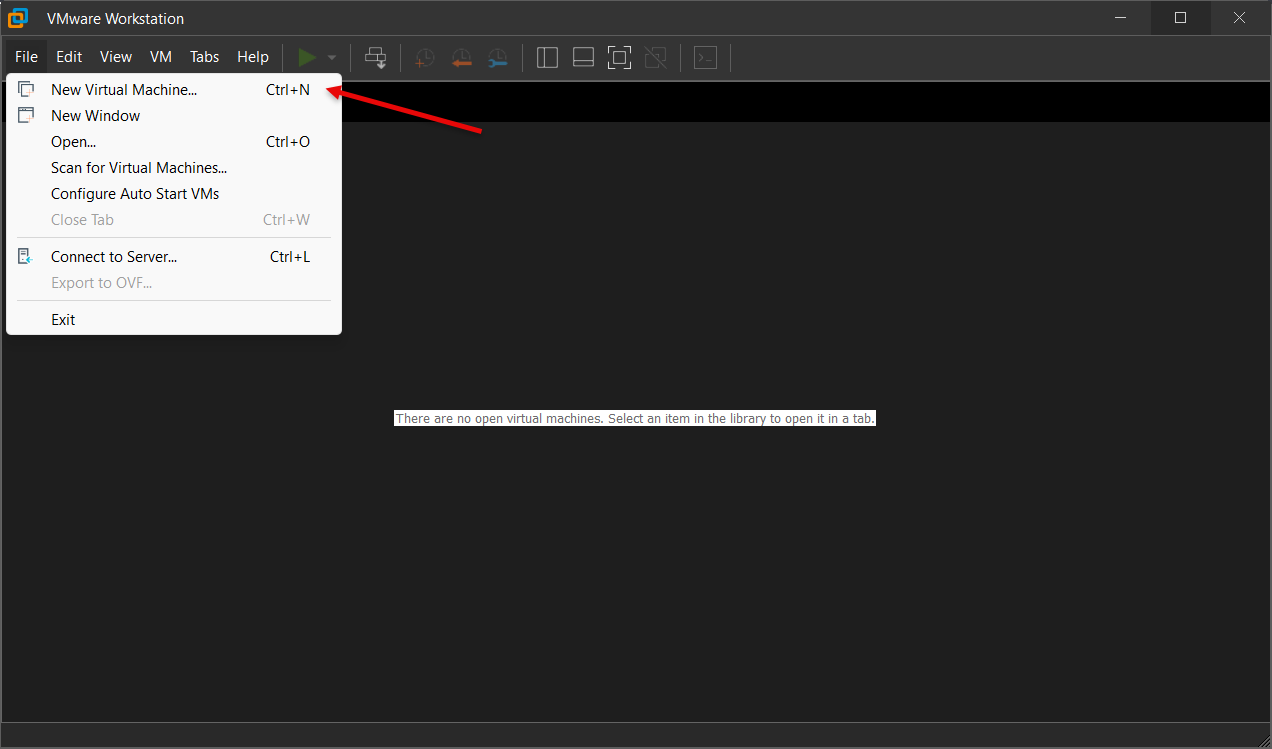 VMware Workstation
File Edit View VM Tabs Help
New Virtual Machine... Ctrl+N
New Window
Open... Ctrl+O
Scan for Virtual Machines...
Configure Auto Start VMs
Close Tab Ctrl+W
Connect to Server... Ctrl+L
Export to OVF...
Exit
There are no open virtual machines. Select an item in the library to open it in a tab.